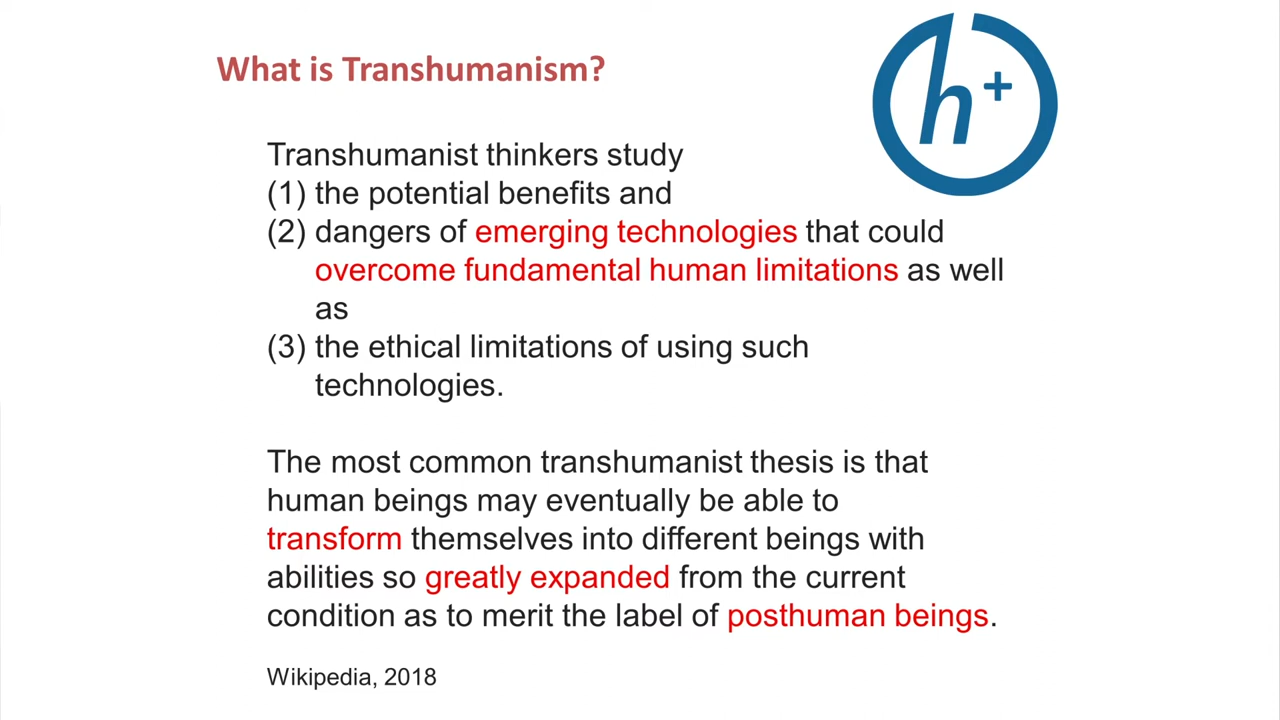 What is Transhumanism?
h+
Transhumanist thinkers study
(1) the potential benefits and
(2) dangers of emerging technologies that could
overcome fundamental human limitations as well
as
(3) the ethical limitations of using such
technologies.
The most common transhumanist thesis is that
human beings may eventually be able to
transform themselves into different beings with
abilities so greatly expanded from the current
condition as to merit the label of posthuman beings.
Wikipedia, 2018